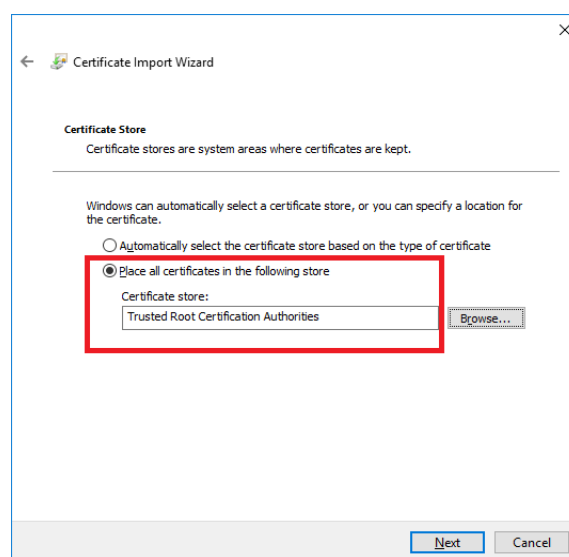 Certificate Import Wizard
Certificate Store
Certificate stores are system areas where certificates are kept.
Windows can automatically select a certificate store, or you can specify a location for
the certificate.
Automatically select the certificate store based on the type of certificate
Place all certificates in the following store
Certificate store:
Trusted Root Certification Authorities
Browse...
Next
Cancel